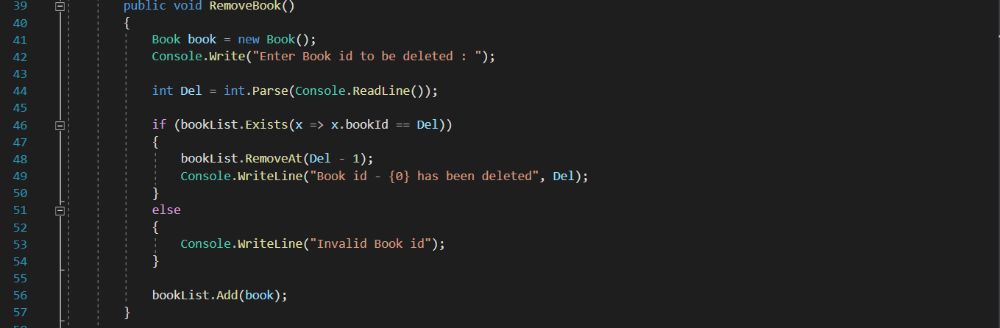 39 public void RemoveBook()
40 {
41 Book book = new Book();
42 Console.Write("Enter Book id to be deleted : ");
43
44 int Del = int.Parse(Console.ReadLine());
45
46 if (bookList.Exists(x => x.bookId == Del))
47 {
48 bookList.RemoveAt(Del - 1);
49 Console.WriteLine("Book id - {0} has been deleted", Del);
50 }
51 else
52 {
53 Console.WriteLine("Invalid Book id");
54 }
55
56 bookList.Add(book);
57 }